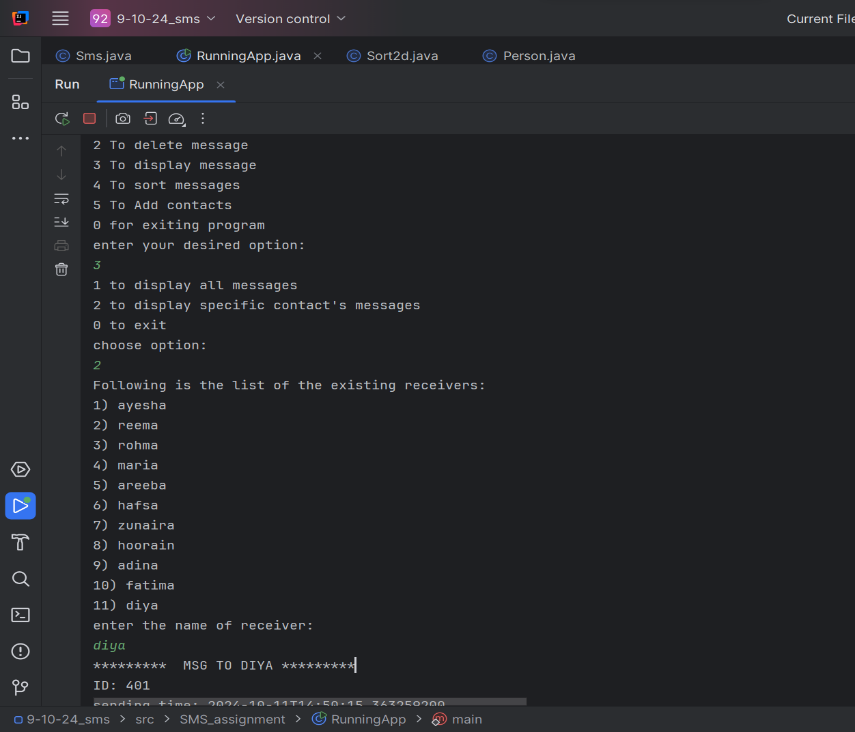 92 9-10-24_sms Version control Current File
Sms.java RunningApp.java Sort2d.java Person.java
Run RunningApp
2 To delete message
3 To display message
4 To sort messages
5 To Add contacts
0 for exiting program
enter your desired option:
3
1 to display all messages
2 to display specific contact's messages
0 to exit
choose option:
2
Following is the list of the existing receivers:
1) ayesha
2) reema
3) rohma
4) maria
5) areeba
6) hafsa
7) zunaira
8) hoorain
9) adina
10) fatima
11) diya
enter the name of receiver:
diya
********* MSG TO DIYA *********
ID: 401
sending time: 2024-10-11T14:50:15.363258200
9-10-24_sms > src > SMS_assignment > RunningApp > main